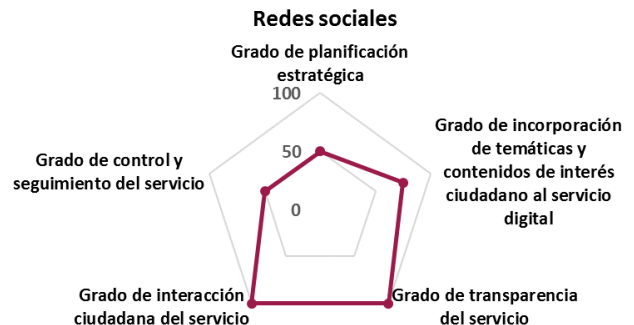 Redes sociales
Grado de planificación
estratégica
100
50
0
Grado de incorporación
de temáticas y
contenidos de interés
ciudadano al servicio
digital
Grado de control y
seguimiento del servicio
Grado de interacción
ciudadana del servicio
Grado de transparencia
del servicio